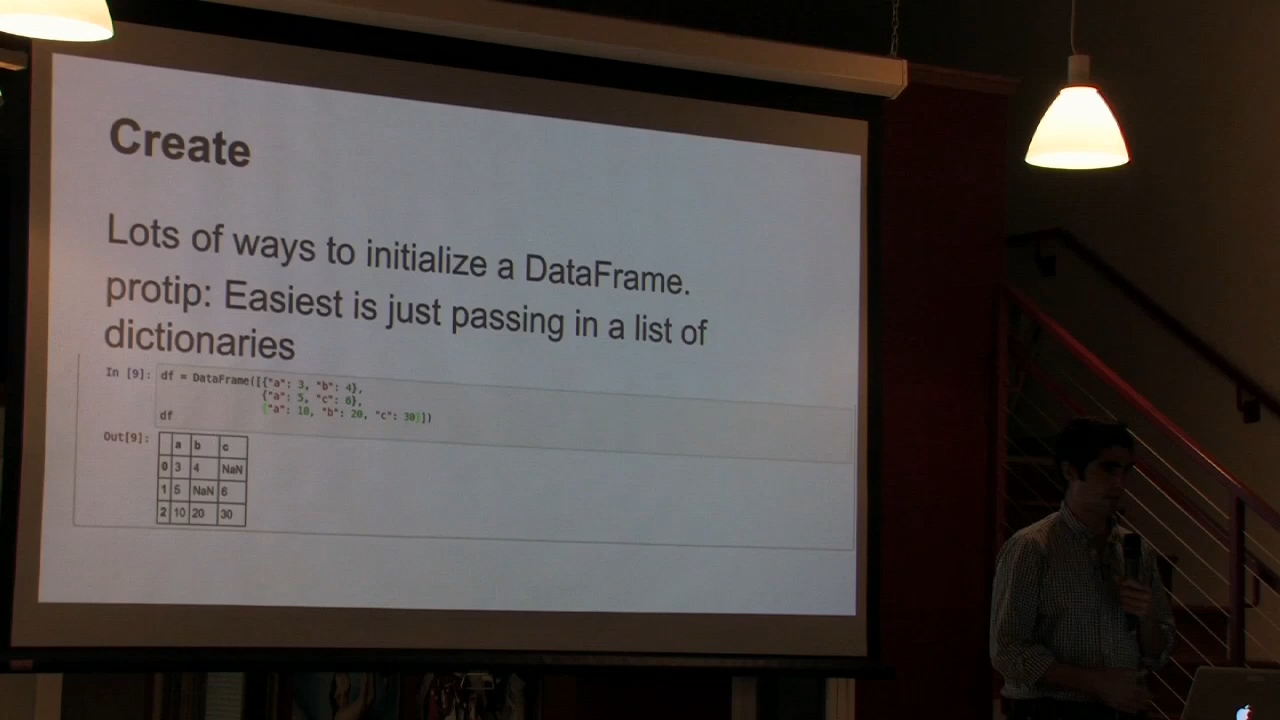 Create
Lots of ways to initialize a DataFrame.
protip: Easiest is just passing in a list of
dictionaries
In [9]: df = DataFrame([{"a": 3, "b": 4},
{"a": 5, "c": 6},
{"a": 10, "b": 20, "c": 30}])
df
Out[9]:
a b c
0 3 4 NaN
1 5 NaN 6
2 10 20 30